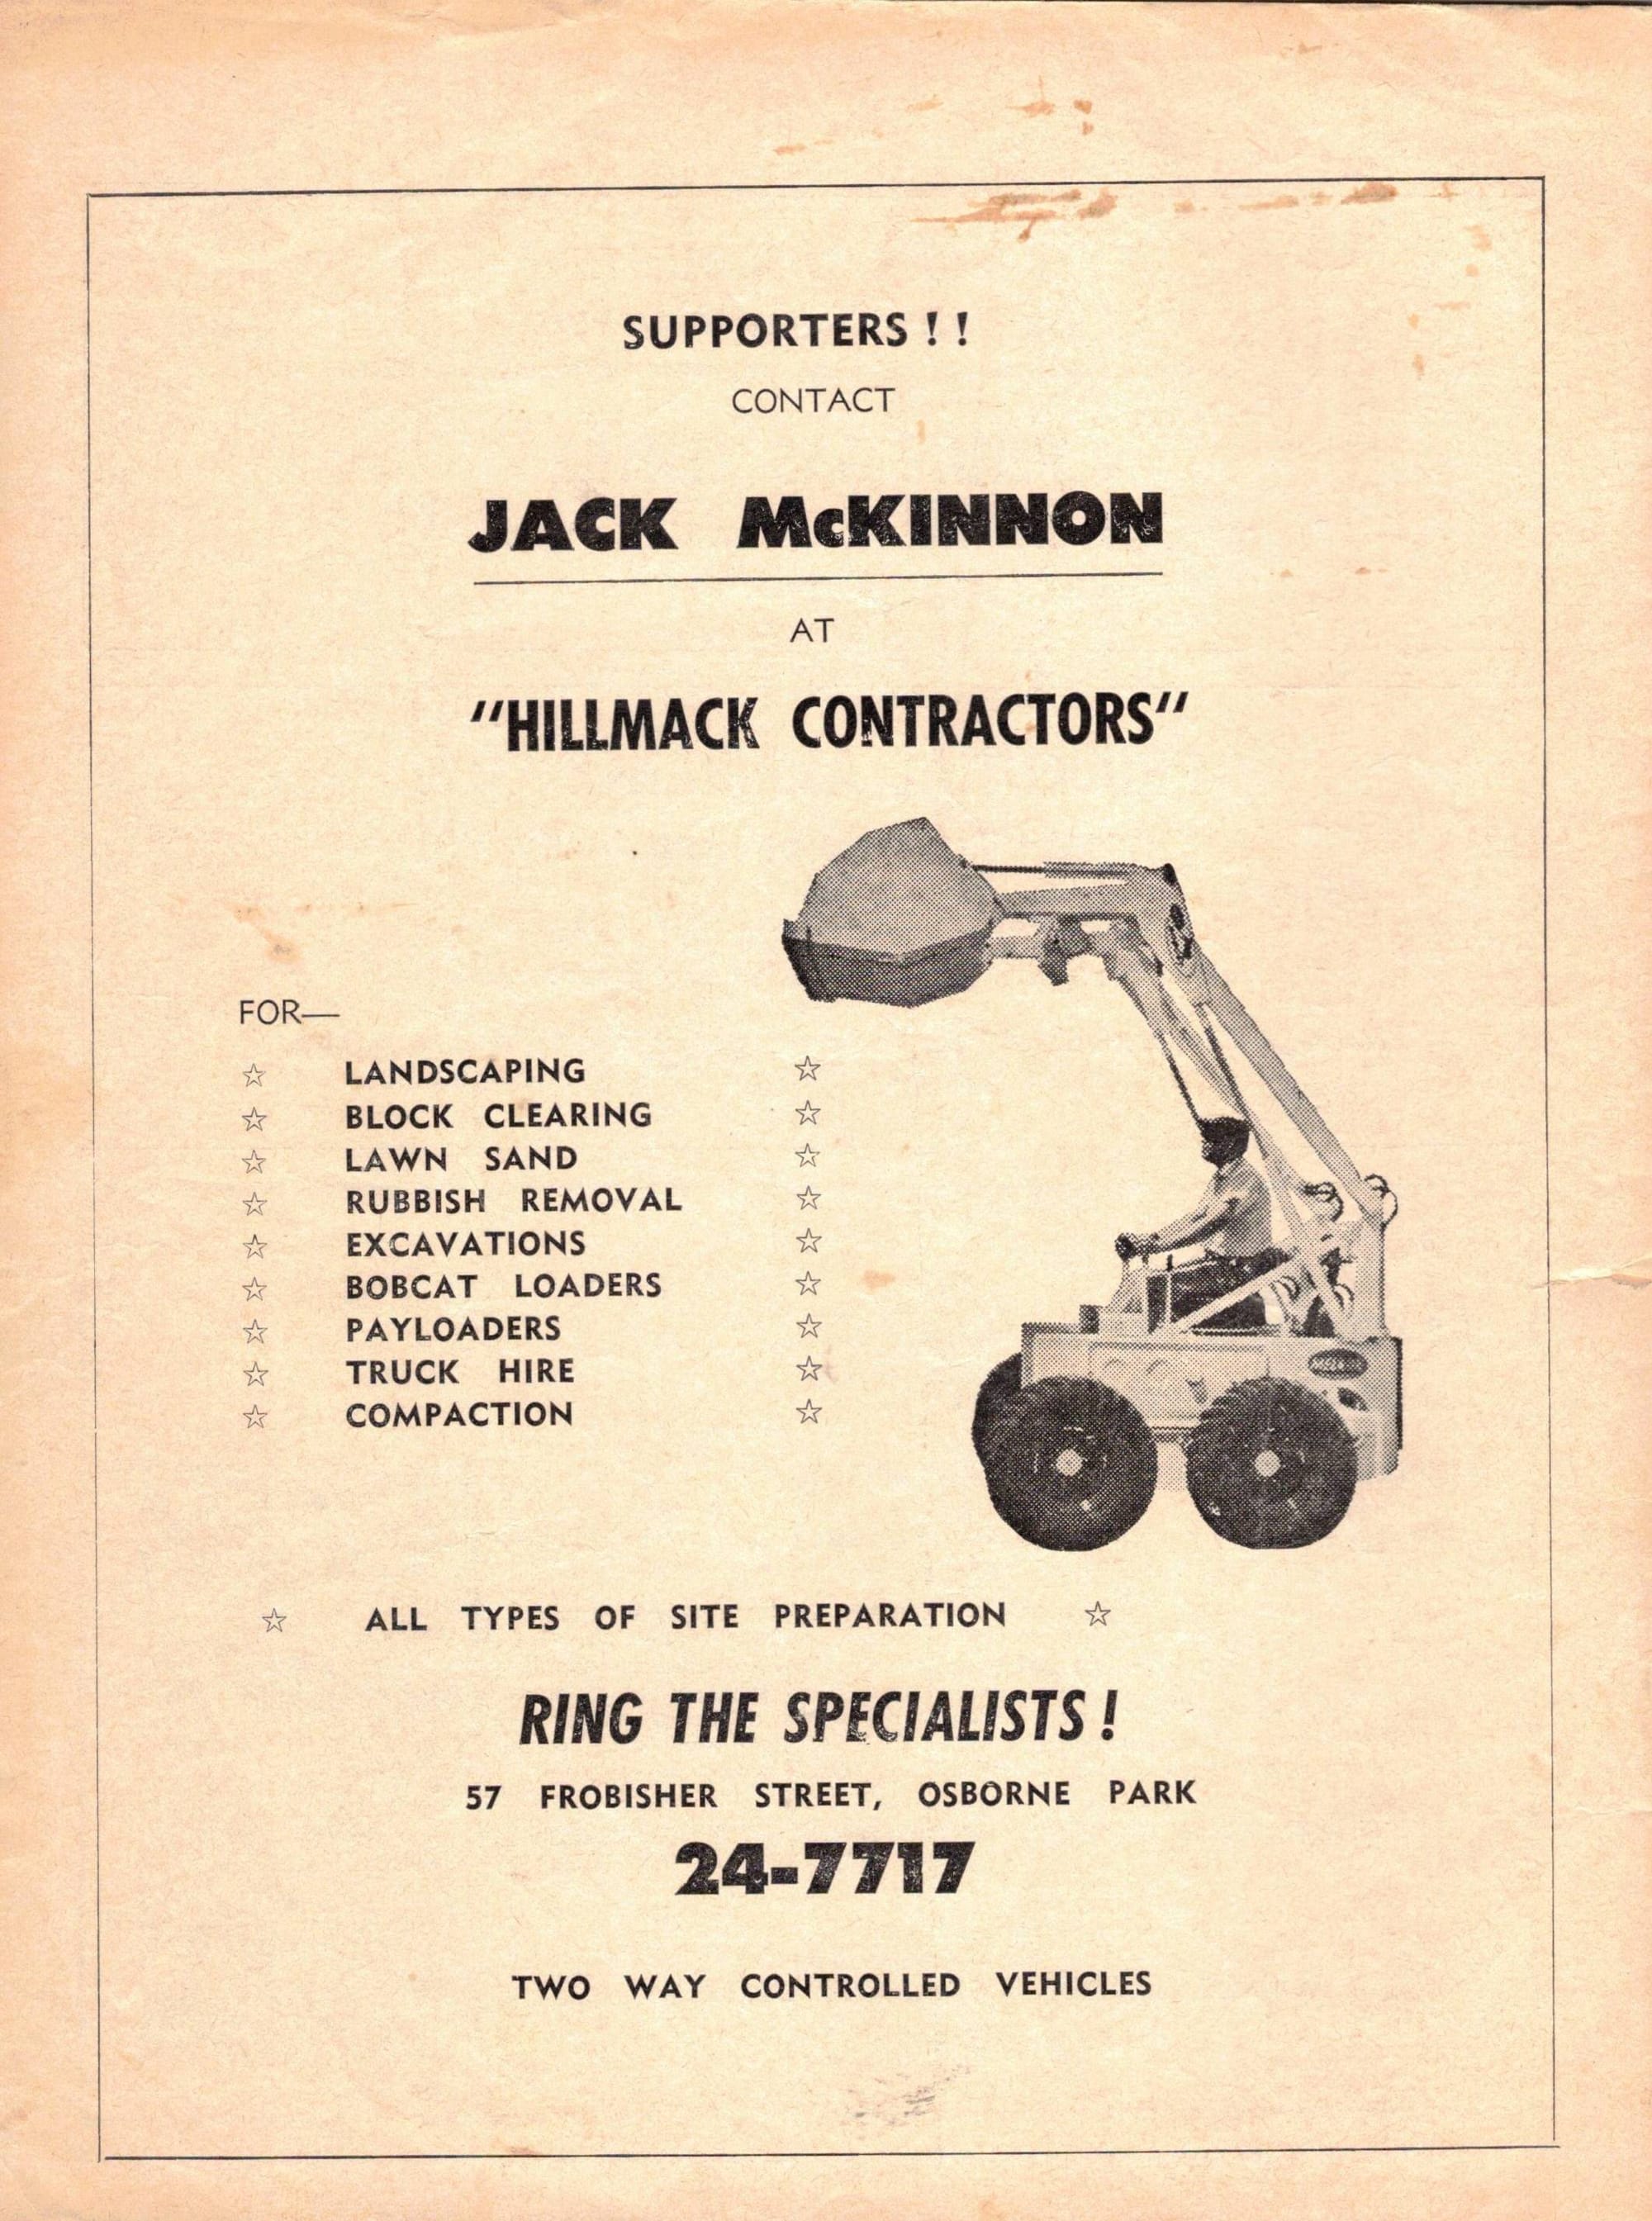 SUPPORTERS ! !
CONTACT
JACK McKINNON
AT
"HILLMACK CONTRACTORS"
FOR—
☆ LANDSCAPING ☆
☆ BLOCK CLEARING ☆
☆ LAWN SAND ☆
☆ RUBBISH REMOVAL ☆
☆ EXCAVATIONS ☆
☆ BOBCAT LOADERS ☆
☆ PAYLOADERS ☆
☆ TRUCK HIRE ☆
☆ COMPACTION ☆
☆ ALL TYPES OF SITE PREPARATION ☆
RING THE SPECIALISTS !
57 FROBISHER STREET, OSBORNE PARK
24-7717
TWO WAY CONTROLLED VEHICLES